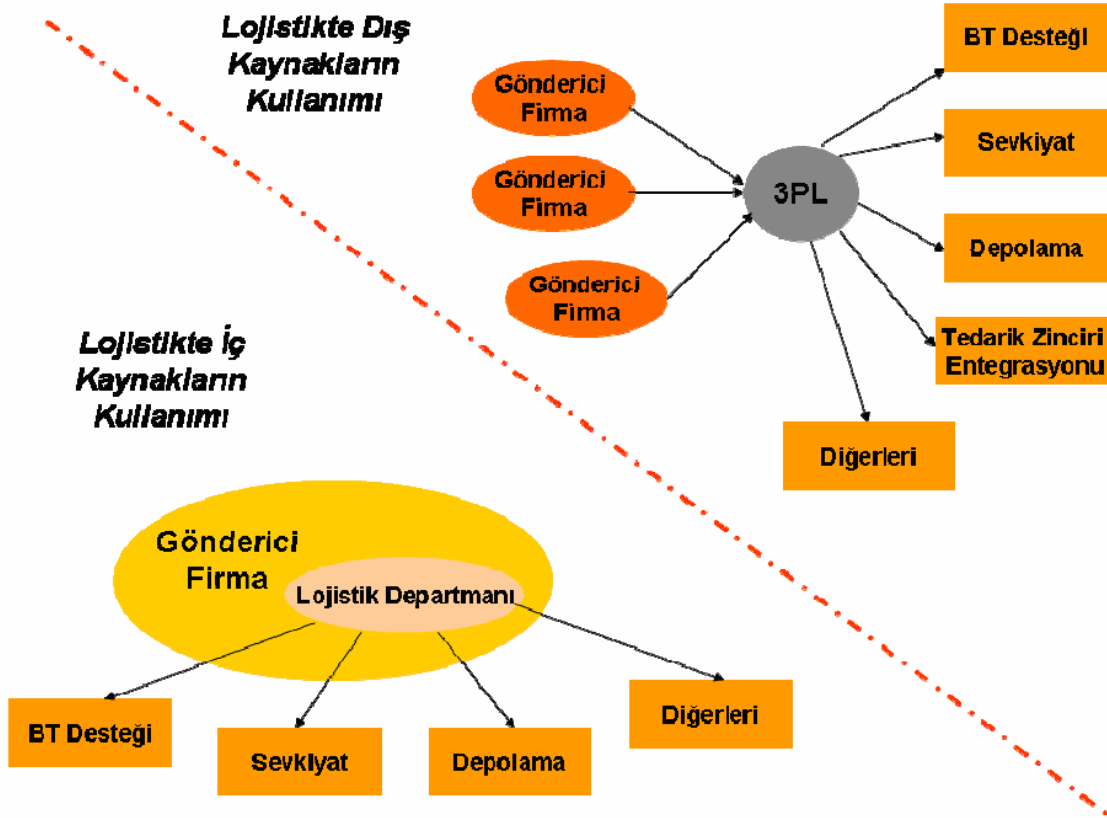 Lojistikte Dış
Kaynakların
Kullanımı
Gönderici
Firma
Gönderici
Firma
Gönderici
Firma
3PL
BT Desteği
Sevkiyat
Depolama
Tedarik Zinciri
Entegrasyonu
Diğerleri
Lojistikte İç
Kaynakların
Kullanımı
Gönderici
Firma
Lojistik Departmanı
BT Desteği
Sevkiyat
Depolama
Diğerleri